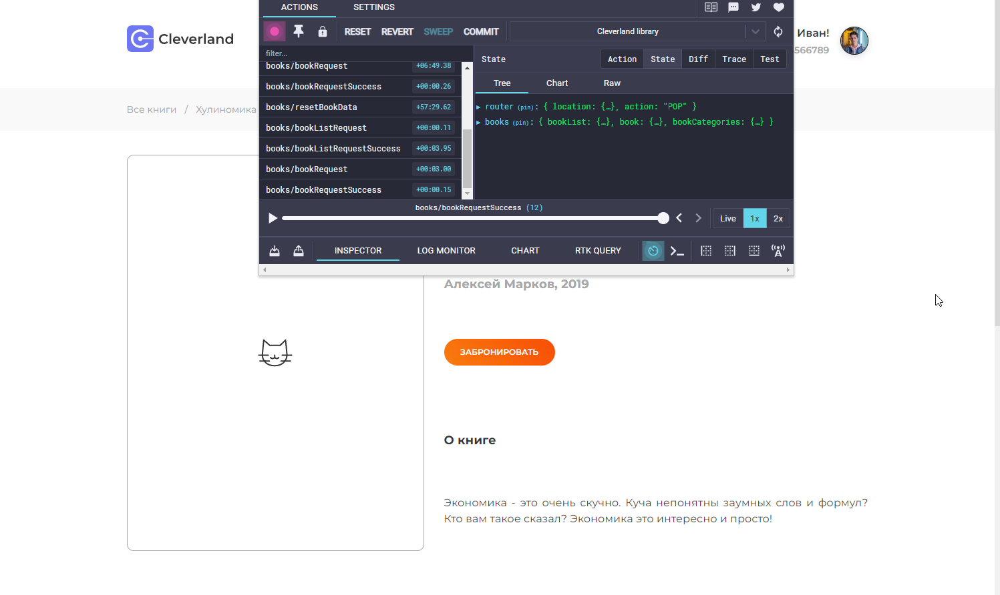 ACTIONS SETTINGS
Cleverland
RESET REVERT SWEEP COMMIT
Cleverland library
Иван!
566789
filter...
books/bookRequest +06:49.38
books/bookRequestSuccess +00:00.26
books/resetBookData +57:29.62
books/bookListRequest +00:00.11
books/bookListRequestSuccess +00:03.95
books/bookRequest +00:03.00
books/bookRequestSuccess +00:00.15
State
Action State Diff Trace Test
Tree Chart Raw
router (pin): { location: {…}, action: "POP" }
books (pin): { bookList: {…}, book: {…}, bookCategories: {…} }
Все книги / Хулиномика
books/bookRequestSuccess (12)
Live 1x 2x
INSPECTOR LOG MONITOR CHART RTK QUERY
Алексей Марков, 2019
ЗАБРОНИРОВАТЬ
О книге
Экономика - это очень скучно. Куча непонятны заумных слов и формул?
Кто вам такое сказал? Экономика это интересно и просто!